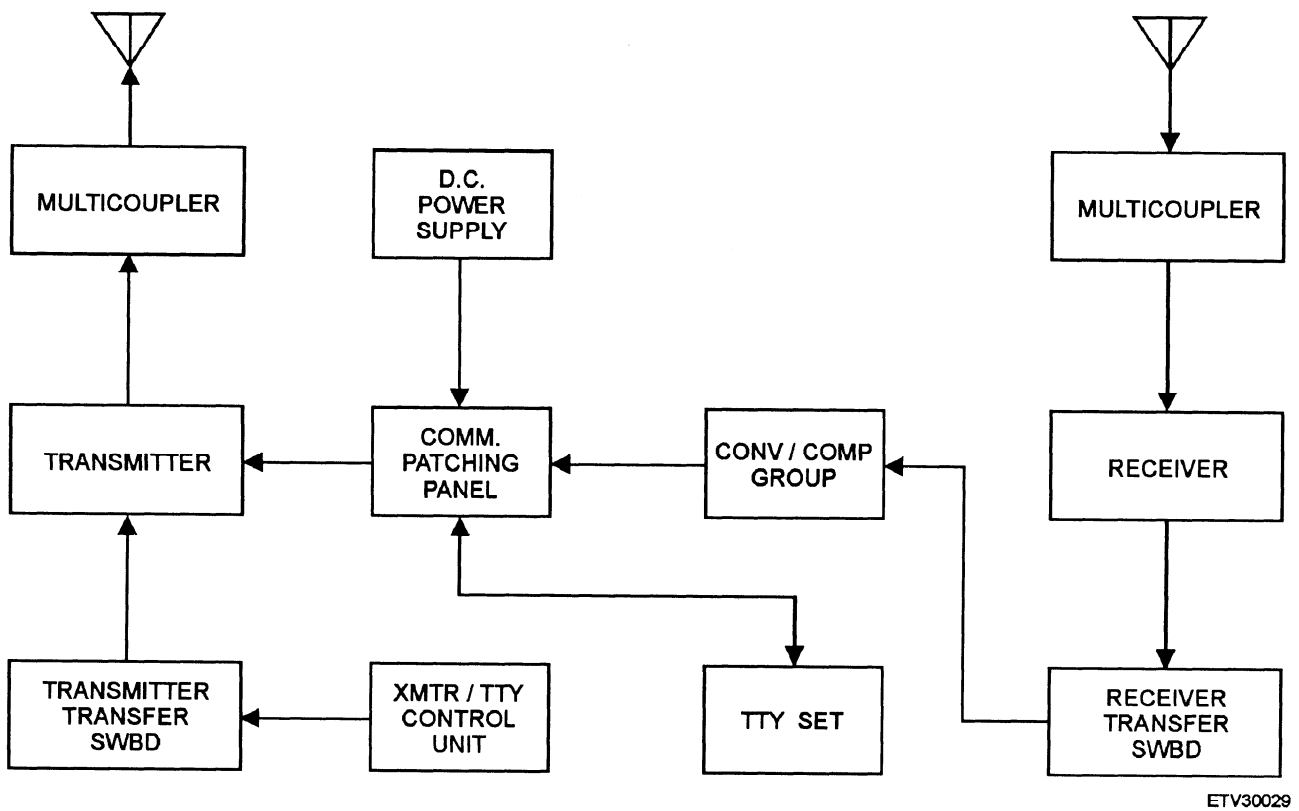 MULTICOUPLER
D.C.
POWER
SUPPLY
MULTICOUPLER
TRANSMITTER
COMM.
PATCHING
PANEL
CONV / COMP
GROUP
RECEIVER
TRANSMITTER
TRANSFER
SWBD
XMTR / TTY
CONTROL
UNIT
TTY SET
RECEIVER
TRANSFER
SWBD
ETV30029